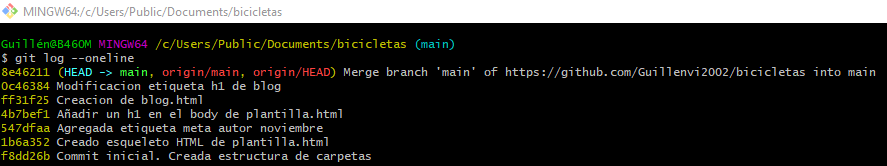 MINGW64:/c/Users/Public/Documents/bicicletas
Guillén@B460M MINGW64 /c/Users/Public/Documents/bicicletas (main)
$ git log --oneline
8e46211 (HEAD -> main, origin/main, origin/HEAD) Merge branch 'main' of https://github.com/Guillenvi2002/bicicletas into main
0c46384 Modificacion etiqueta h1 de blog
ff31f25 Creacion de blog.html
4b7bef1 Añadir un h1 en el body de plantilla.html
547dfaa Agregada etiqueta meta autor noviembre
1b6a352 Creado esqueleto HTML de plantilla.html
f8dd26b Commit inicial. Creada estructura de carpetas